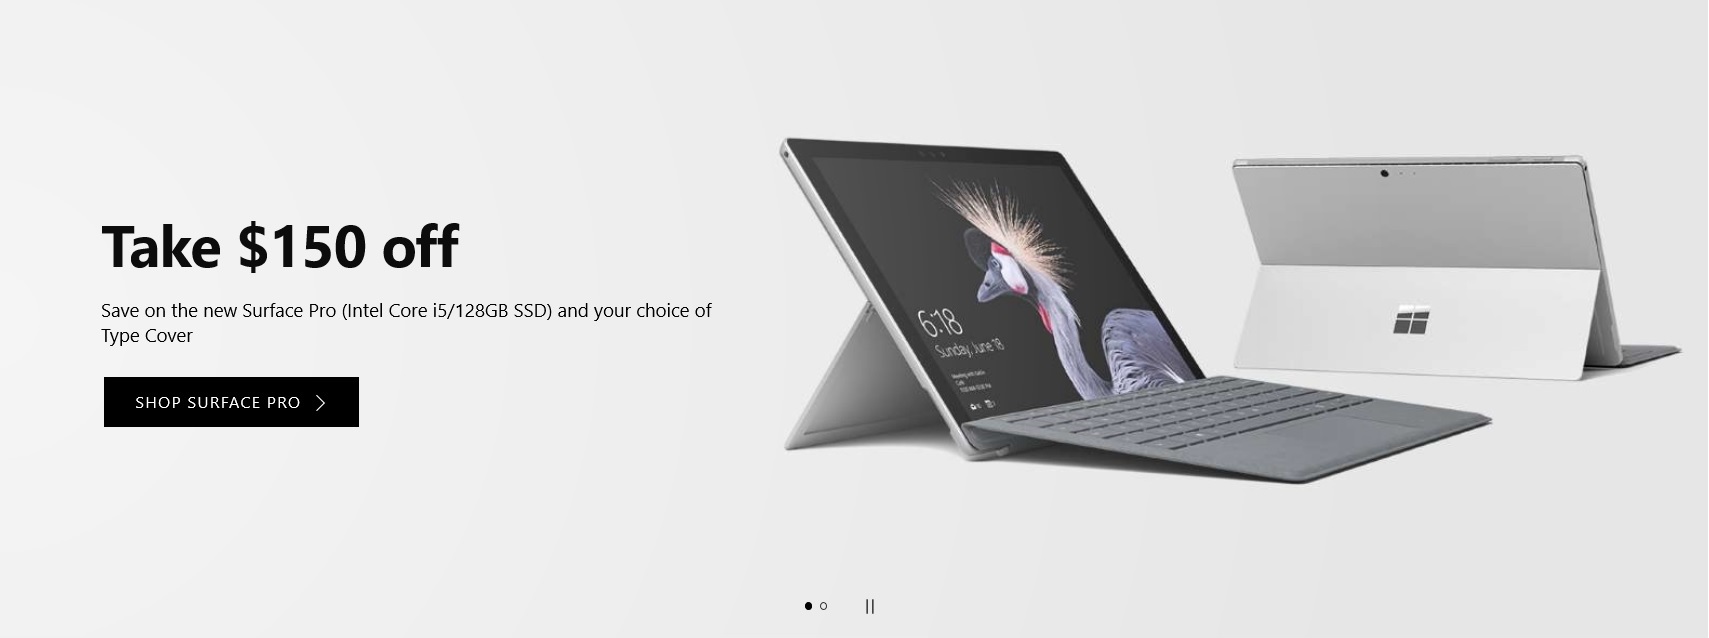 Take $150 off
Save on the new Surface Pro (Intel Core i5/128GB SSD) and your choice of
Type Cover
SHOP SURFACE PRO
6:18
Sunday, June 18